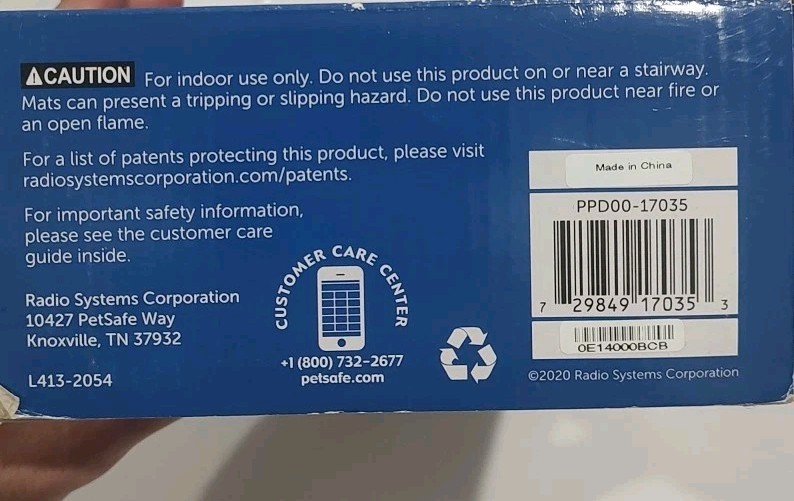 CAUTION For indoor use only. Do not use this product on or near a stairway.
Mats can present a tripping or slipping hazard. Do not use this product near fire or
an open flame.
For a list of patents protecting this product, please visit
radiosystemscorporation.com/patents.
For important safety information,
please see the customer care
guide inside.
Radio Systems Corporation
10427 PetSafe Way
Knoxville, TN 37932
L413-2054
CUSTOMER CARE CENTER
+1 (800) 732-2677
petsafe.com
Made in China
PPD00-17035
7 29849 17035 3
0E14000BCB
©2020 Radio Systems Corporation